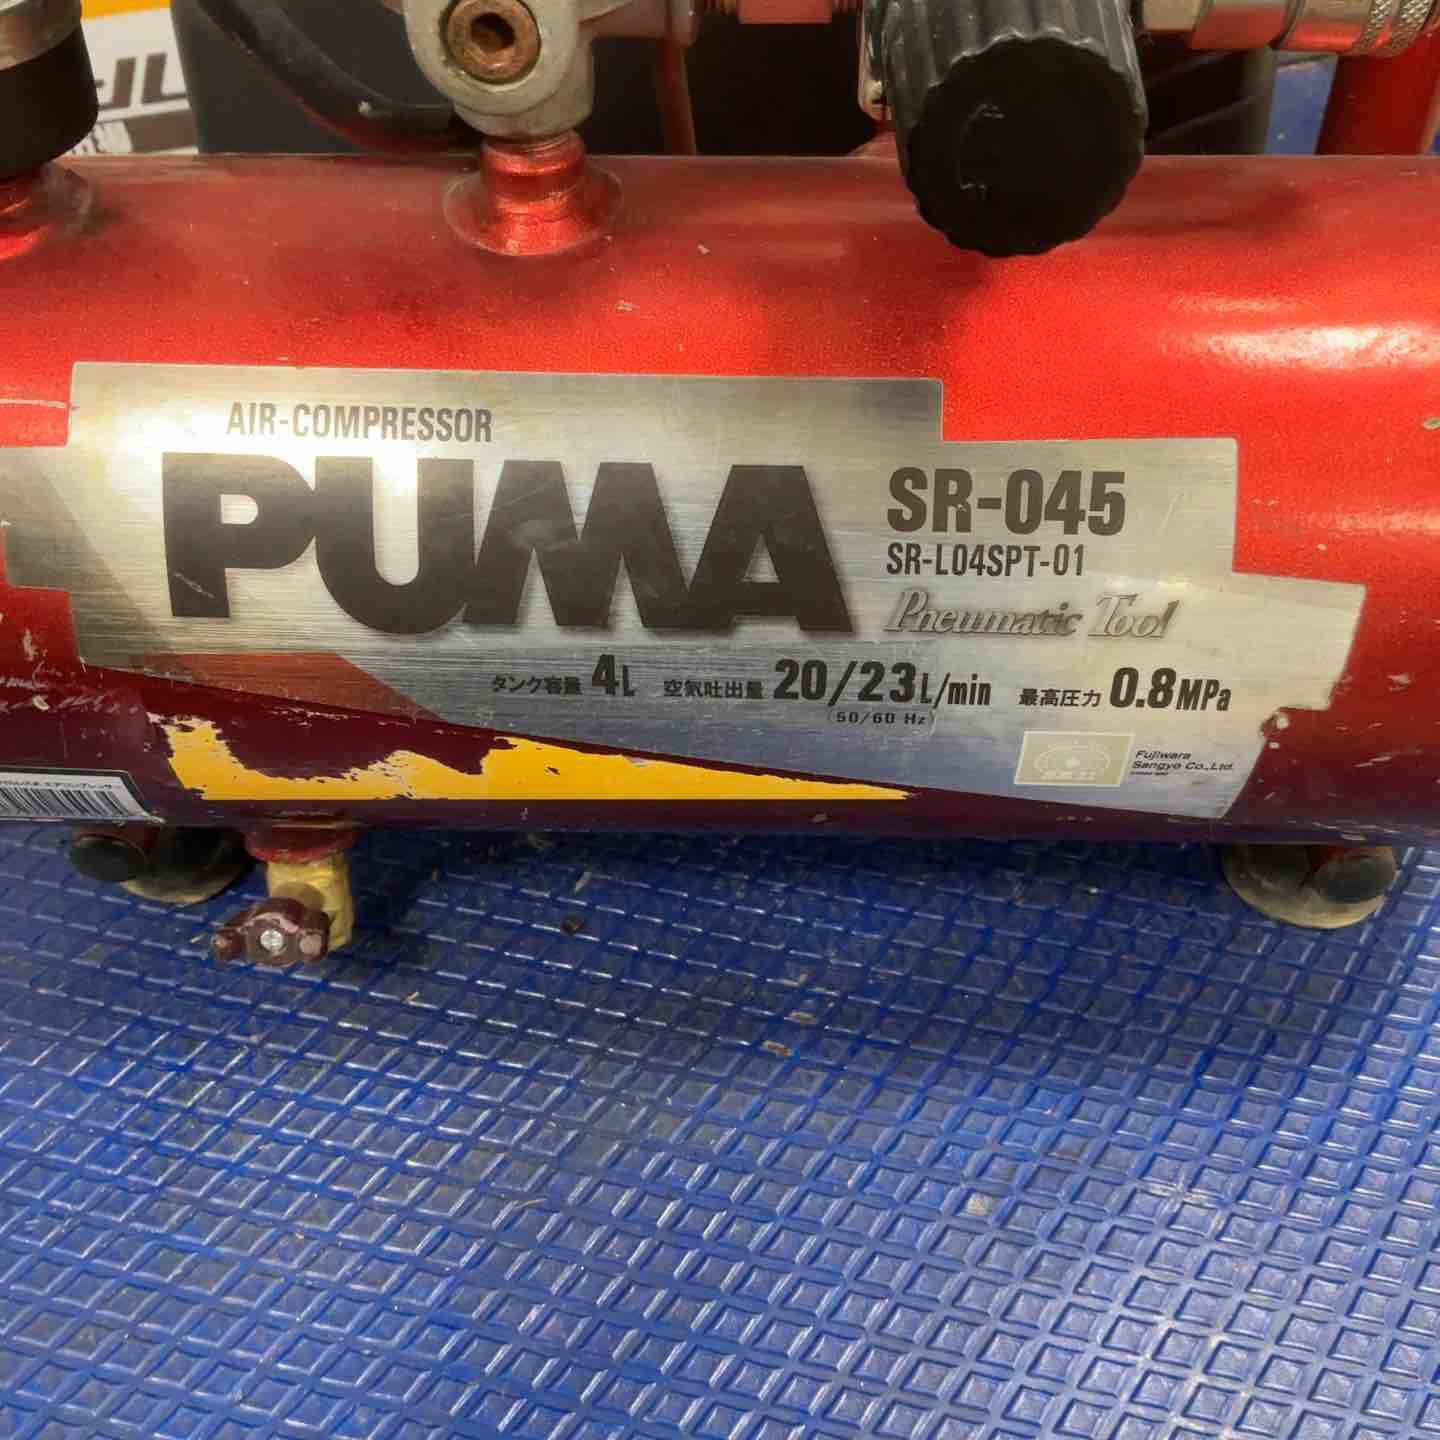 AIR-COMPRESSOR
PUMA
SR-045
SR-L04SPT-01
Pneumatic Tool
タンク容量 4L 空気吐出量 20/23L/min 最高圧力 0.8MPa
(50/60 Hz)
Fujiwara
Sangyo Co.,Ltd.